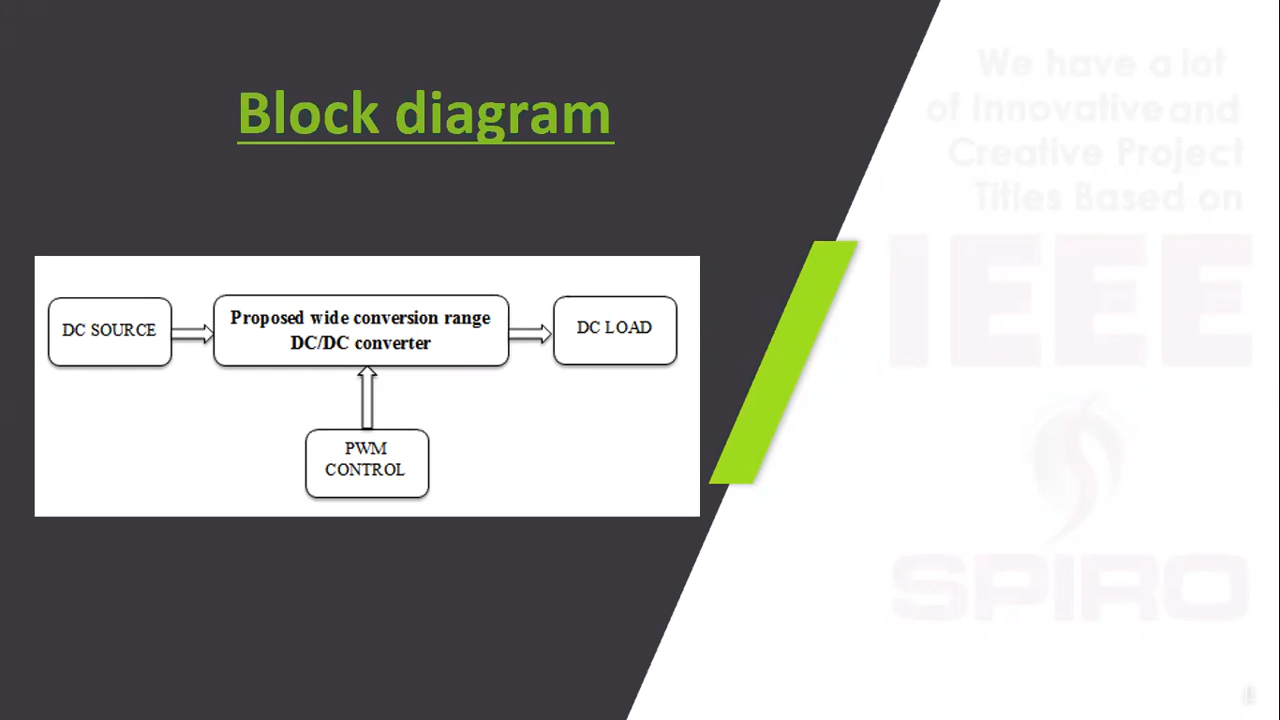 Block diagram
DC SOURCE
Proposed wide conversion range
DC/DC converter
DC LOAD
PWM
CONTROL
We have a lot
of Innovative and
Creative Project
Titles Based on
IEEE
SPIRO